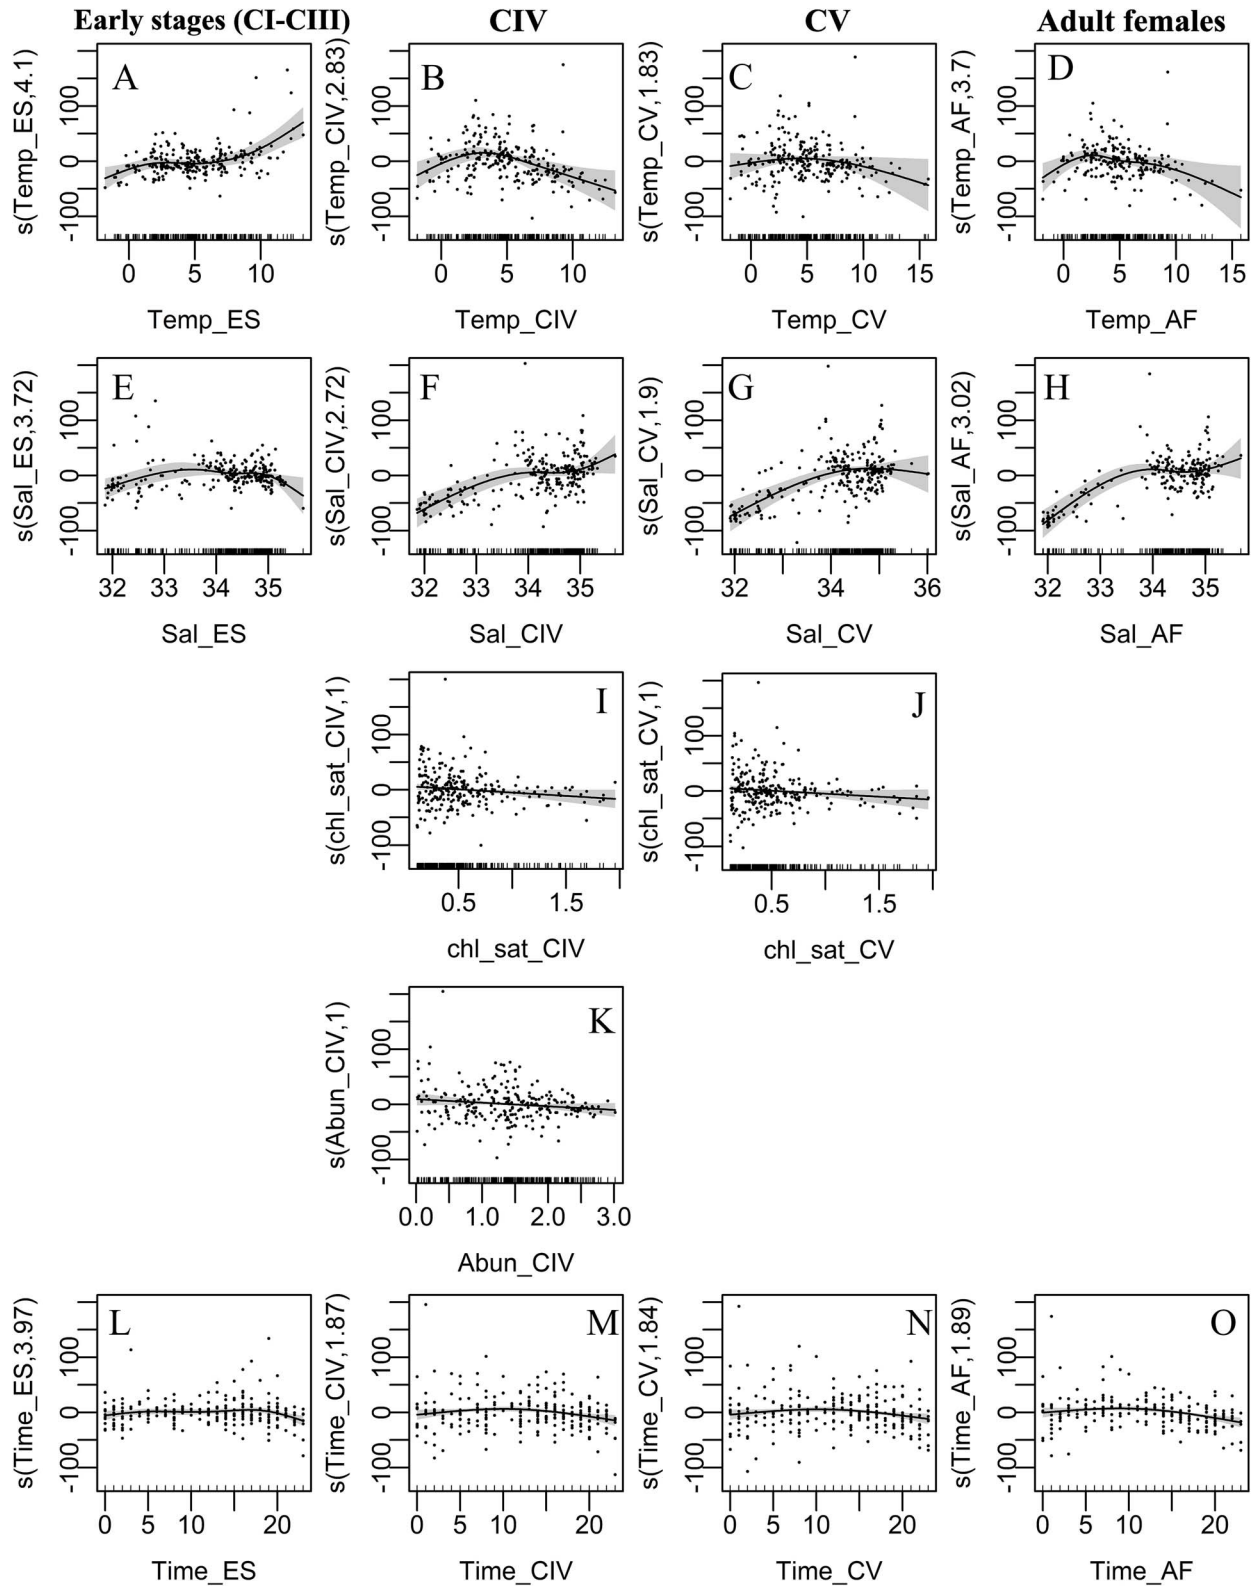 Early stages (CI-CIII) CIV CV Adult females
s(Temp_ES,4.1) -100 0 100 A
s(Temp_CIV,2.83) -100 0 100 B
s(Temp_CV,1.83) -100 0 100 C
s(Temp_AF,3.7) -100 0 100 D
0 5 10
0 5 10
0 5 10 15
0 5 10 15
Temp_ES Temp_CIV Temp_CV Temp_AF
s(Sal_ES,3.72) -100 0 100 E
s(Sal_CIV,2.72) -100 0 100 F
s(Sal_CV,1.9) -100 0 100 G
s(Sal_AF,3.02) -100 0 100 H
32 33 34 35
32 33 34 35
32 33 34 35 36
32 33 34 35
Sal_ES Sal_CIV Sal_CV Sal_AF
s(chl_sat_CIV,1) -100 0 100 I
s(chl_sat_CV,1) -100 0 100 J
0.5 1.5
0.5 1.5
chl_sat_CIV chl_sat_CV
s(Abun_CIV,1) -100 0 100 K
0.0 1.0 2.0 3.0
Abun_CIV
s(Time_ES,3.97) -100 0 100 L
s(Time_CIV,1.87) -100 0 100 M
s(Time_CV,1.84) -100 0 100 N
s(Time_AF,1.89) -100 0 100 O
0 5 10 20
0 5 10 20
0 5 10 20
0 5 10 20
Time_ES Time_CIV Time_CV Time_AF